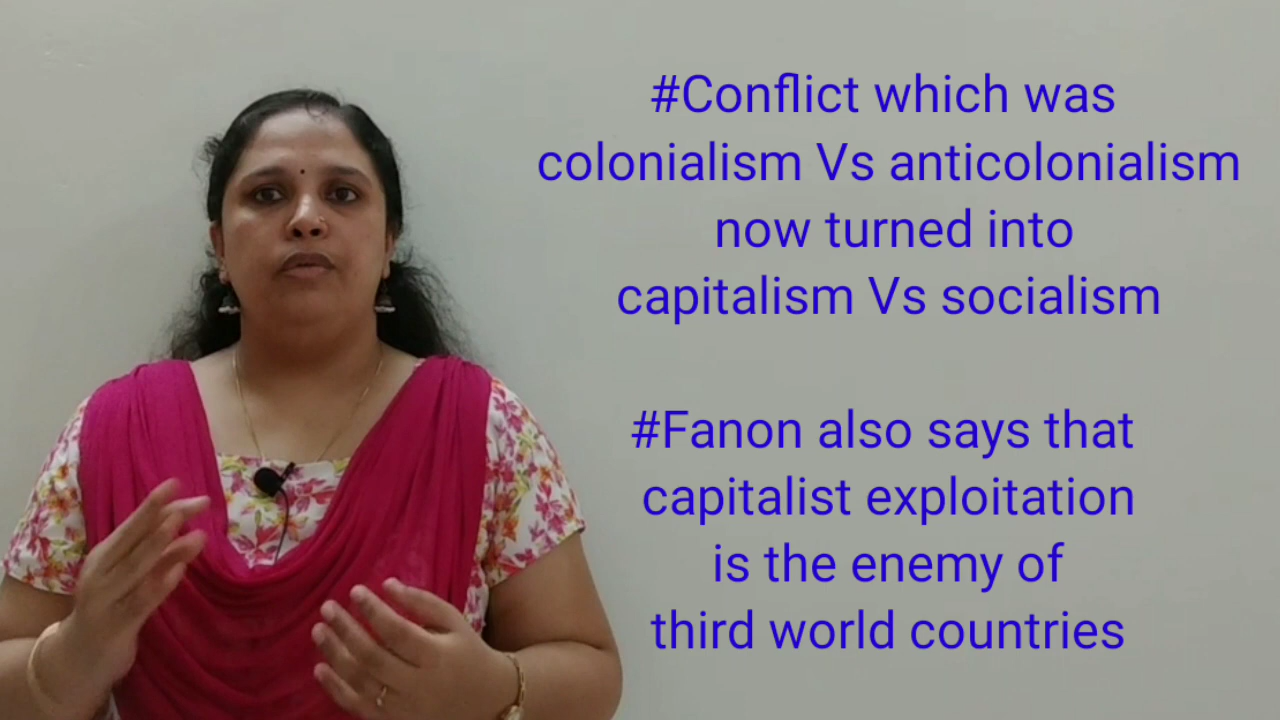 #Conflict which was
colonialism Vs anticolonialism
now turned into
capitalism Vs socialism
#Fanon also says that
capitalist exploitation
is the enemy of
third world countries